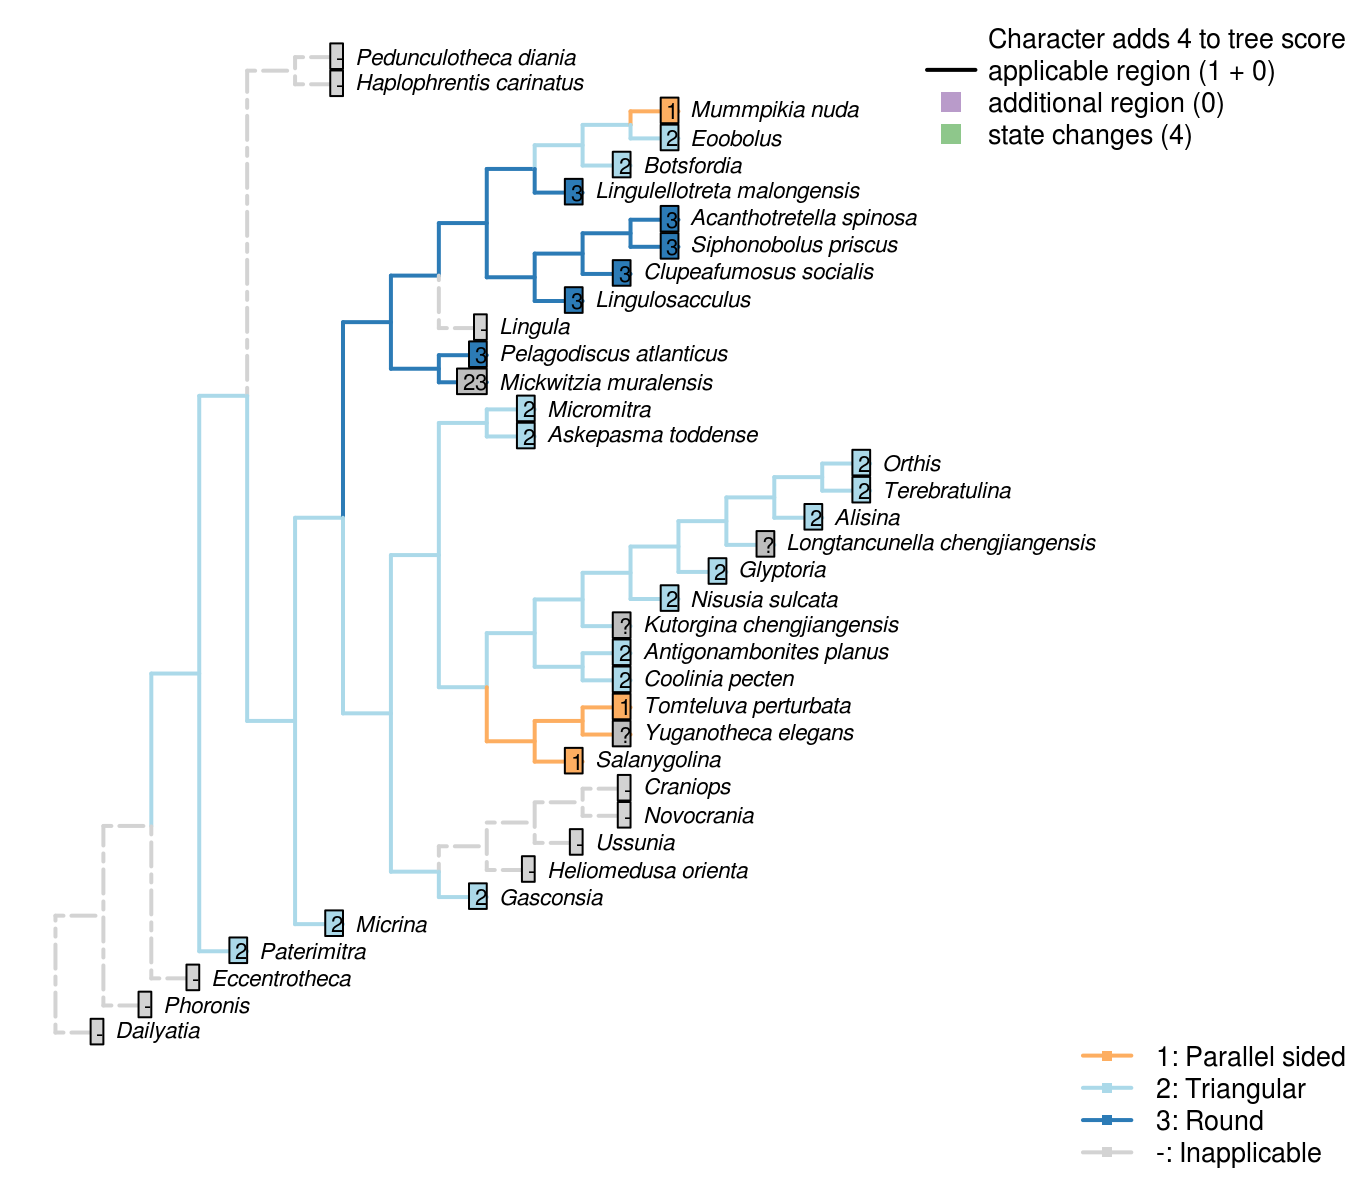 Character adds 4 to tree score
applicable region (1 + 0)
additional region (0)
state changes (4)
- Pedunculotheca diania
- Haplophrentis carinatus
1 Mummpikia nuda
2 Eoobolus
2 Botsfordia
3 Lingulellotreta malongensis
3 Acanthotretella spinosa
3 Siphonobolus priscus
3 Clupeafumosus socialis
3 Lingulosacculus
- Lingula
3 Pelagodiscus atlanticus
23 Mickwitzia muralensis
2 Micromitra
2 Askepasma toddense
2 Orthis
2 Terebratulina
2 Alisina
? Longtancunella chengjiangensis
2 Glyptoria
2 Nisusia sulcata
? Kutorgina chengjiangensis
2 Antigonambonites planus
2 Coolinia pecten
1 Tomteluva perturbata
? Yuganotheca elegans
1 Salanygolina
- Craniops
- Novocrania
- Ussunia
- Heliomedusa orienta
2 Gasconsia
2 Micrina
2 Paterimitra
- Eccentrotheca
- Phoronis
- Dailyatia
1: Parallel sided
2: Triangular
3: Round
-: Inapplicable